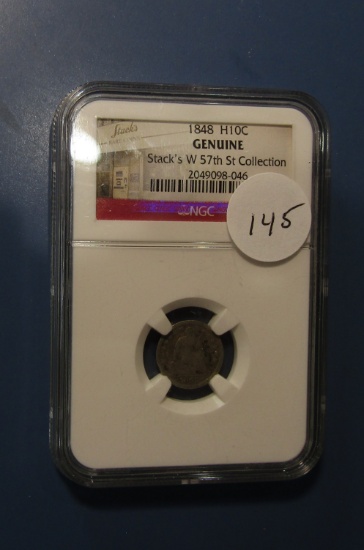 Stack's
1848 H10C
GENUINE
Stack's W 57th St Collection
2049098-046
NGC
145